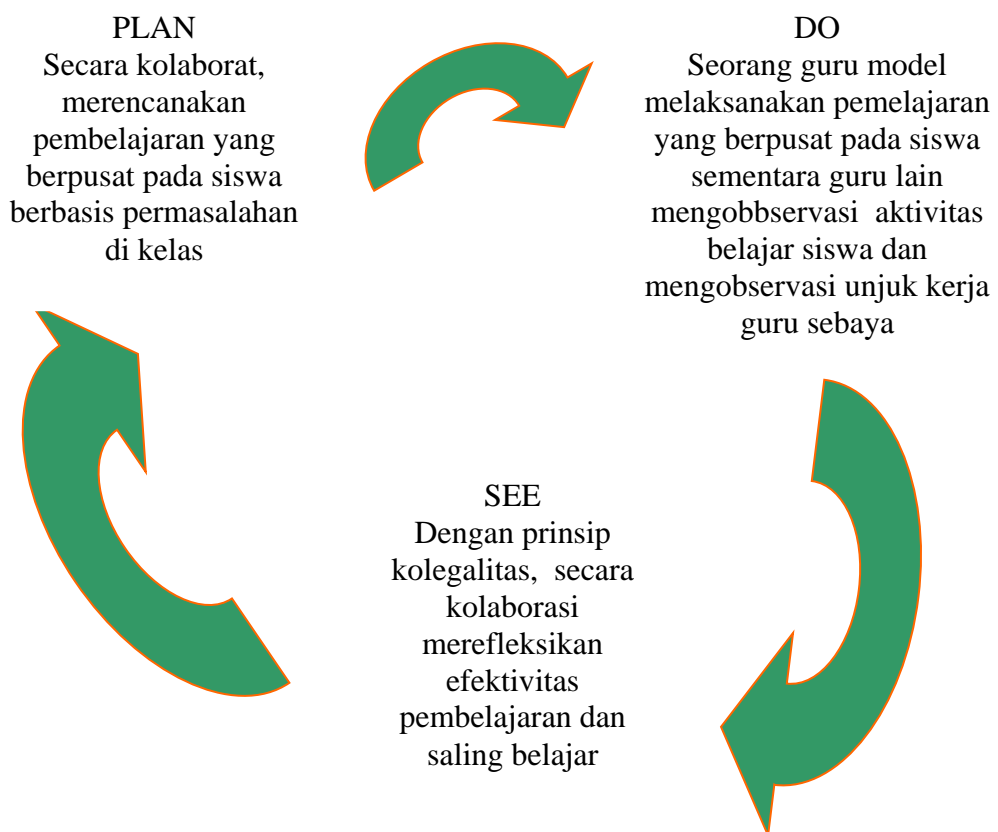 PLAN
Secara kolaborat,
merencanakan
pembelajaran yang
berpusat pada siswa
berbasis permasalahan
di kelas
DO
Seorang guru model
melaksanakan pemelajaran
yang berpusat pada siswa
sementara guru lain
mengobbservasi aktivitas
belajar siswa dan
mengobservasi unjuk kerja
guru sebaya
SEE
Dengan prinsip
kolegalitas, secara
kolaborasi
merefleksikan
efektivitas
pembelajaran dan
saling belajar